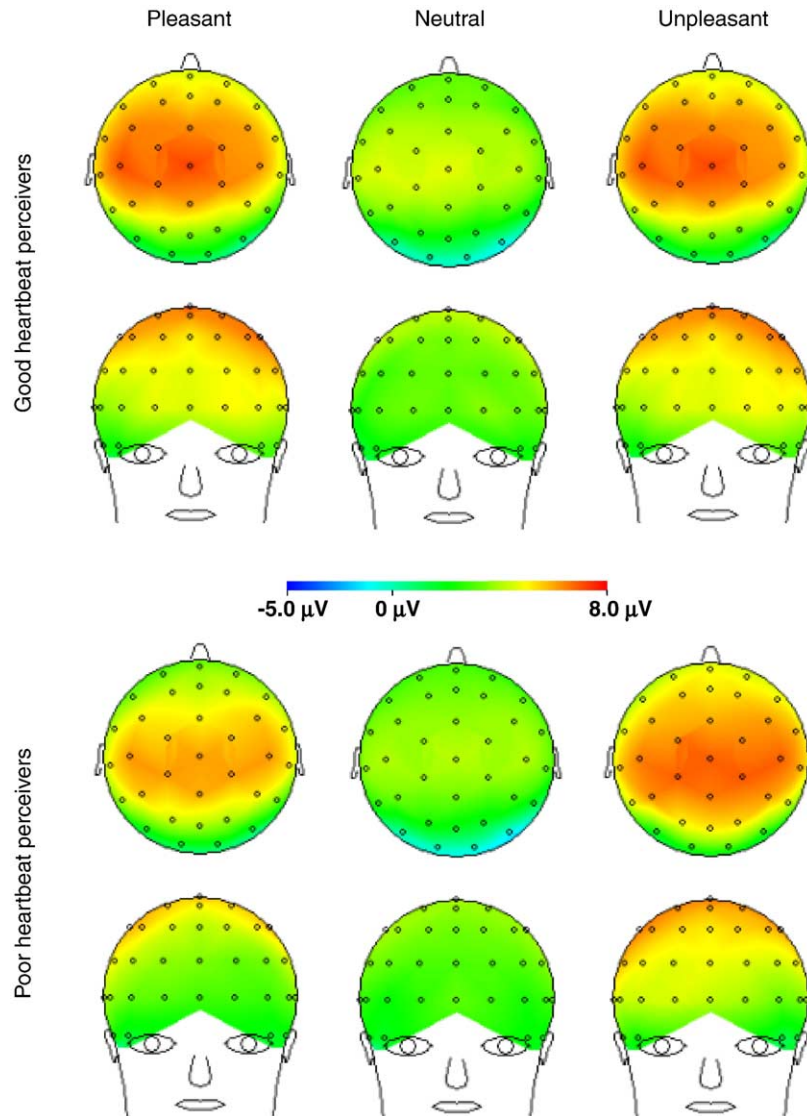 Pleasant Neutral Unpleasant
Good heartbeat perceivers
-5.0 µV 0 µV 8.0 µV
Poor heartbeat perceivers